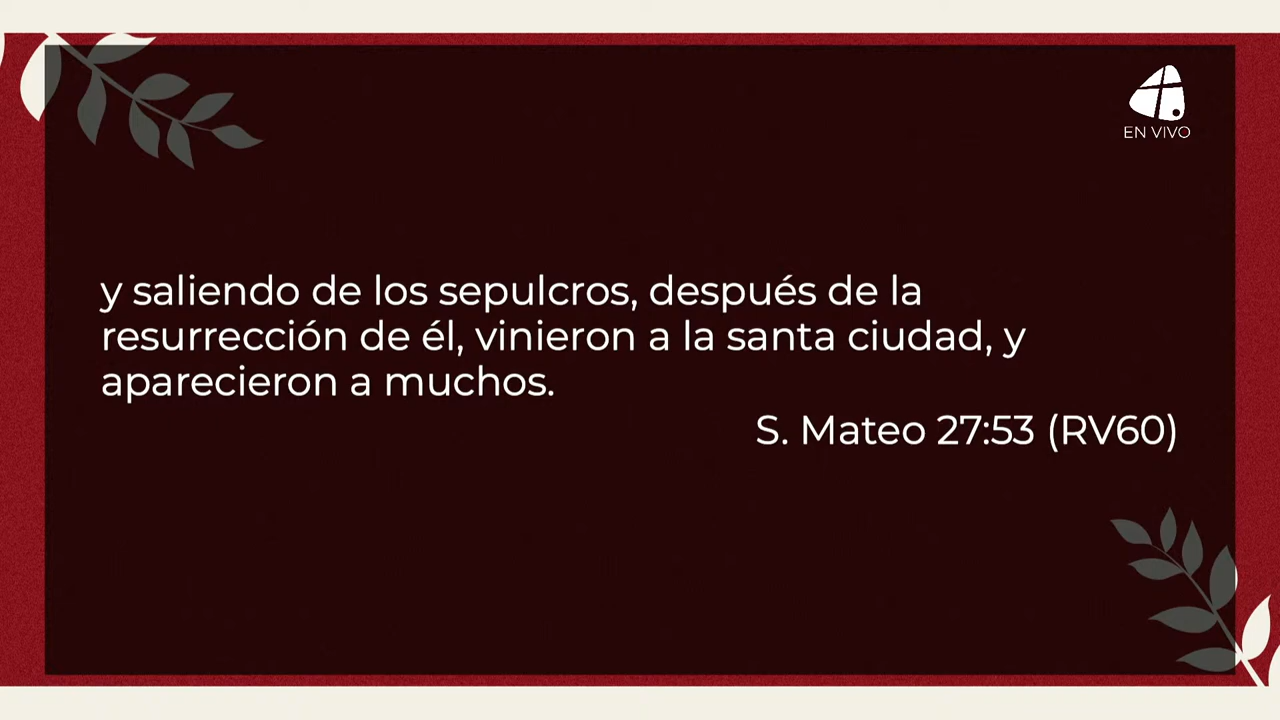 EN VIVO
y saliendo de los sepulcros, después de la
resurrección de él, vinieron a la santa ciudad, y
aparecieron a muchos.
S. Mateo 27:53 (RV60)